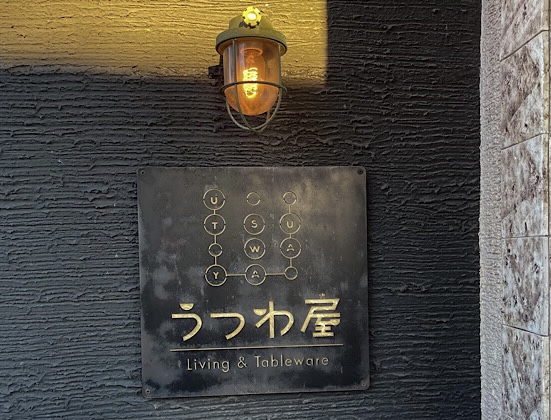 U
T S U
W A
Y A
うつわ屋
Living & Tableware